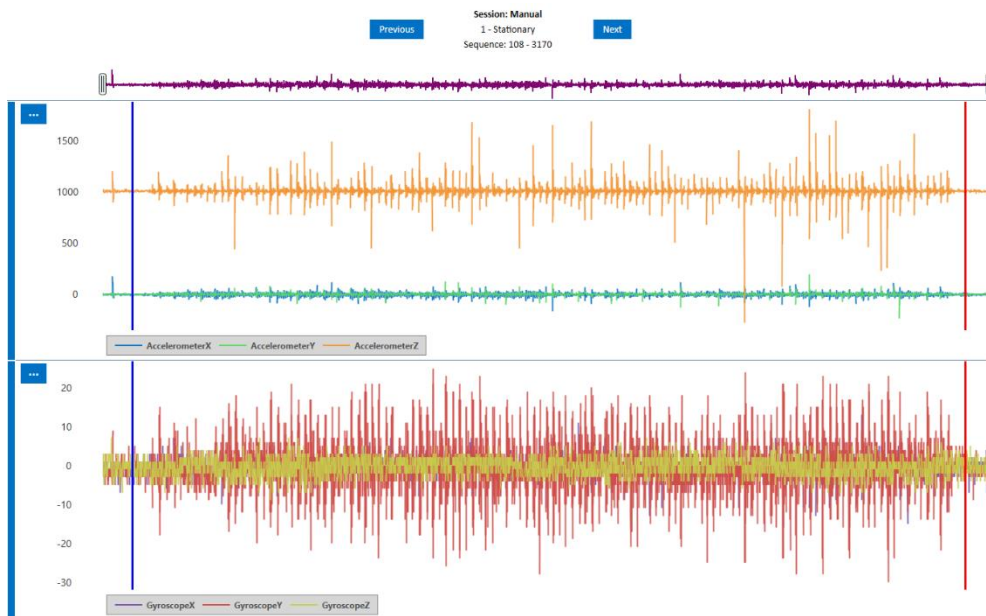 Session: Manual
Previous
1 - Stationary
Next
Sequence: 108 - 3170
...
1500
1000
500
0
AccelerometerX AccelerometerY AccelerometerZ
...
20
10
0
-10
-20
-30
GyroscopeX GyroscopeY GyroscopeZ